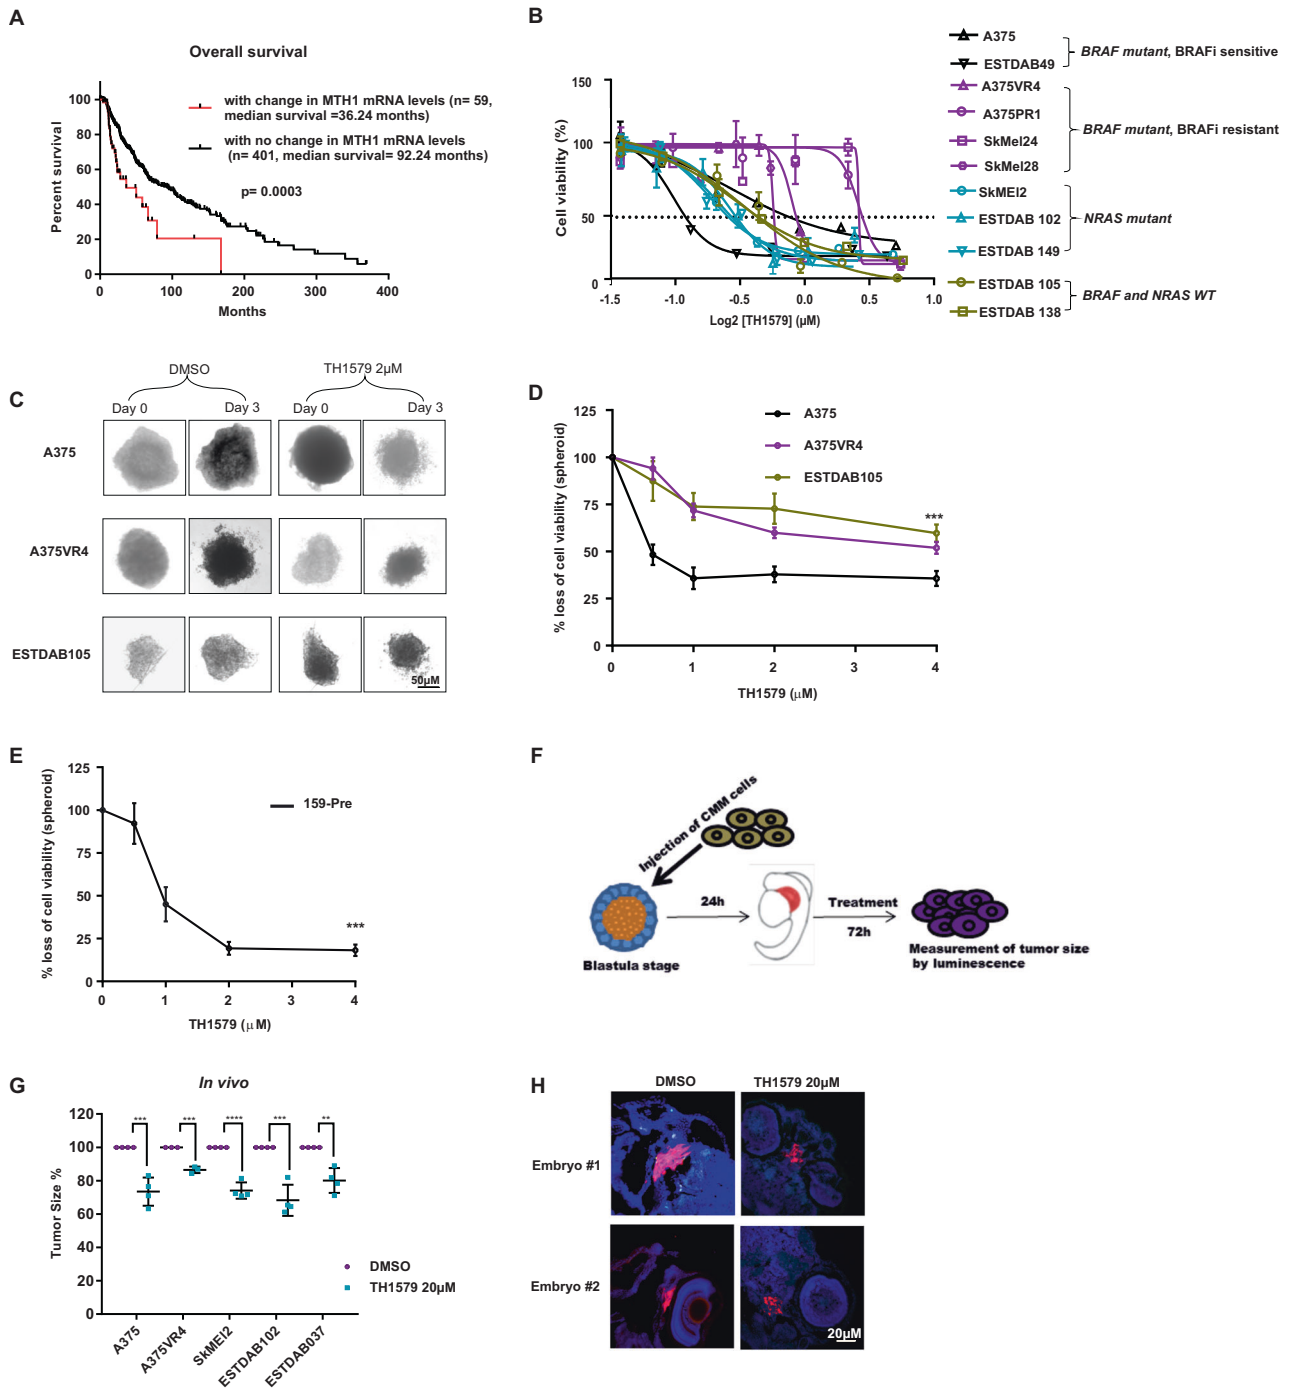 A
Overall survival
Percent survival
100
80
60
40
20
0
0
100
200
300
400
Months
with change in MTH1 mRNA levels (n= 59,
median survival =36.24 months)
with no change in MTH1 mRNA levels
(n= 401, median survival= 92.24 months)
p= 0.0003
B
Cell viability (%)
150
100
50
0
-1.5
-1.0
-0.5
0.0
0.5
1.0
Log2 [TH1579] (µM)
A375
ESTDAB49
BRAF mutant, BRAFi sensitive
A375VR4
A375PR1
SkMel24
SkMel28
BRAF mutant, BRAFi resistant
SkMEl2
ESTDAB 102
ESTDAB 149
NRAS mutant
ESTDAB 105
ESTDAB 138
BRAF and NRAS WT
C
DMSO
TH1579 2µM
Day 0
Day 3
Day 0
Day 3
A375
A375VR4
ESTDAB105
50µM
D
% loss of cell viability (spheroid)
125
100
75
50
25
0
0
1
2
3
4
TH1579 (µM)
A375
A375VR4
ESTDAB105
***
E
% loss of cell viability (spheroid)
125
100
75
50
25
0
0
1
2
3
4
TH1579 (µM)
159-Pre
***
F
Injection of CMM cells
Blastula stage
24h
Treatment
72h
Measurement of tumor size
by luminescence
G
In vivo
Tumor Size %
120
100
80
60
40
20
0
***
***
****
***
**
DMSO
TH1579 20µM
A375
A375VR4
SkMEl2
ESTDAB102
ESTDAB037
H
DMSO
TH1579 20µM
Embryo #1
Embryo #2
20µM